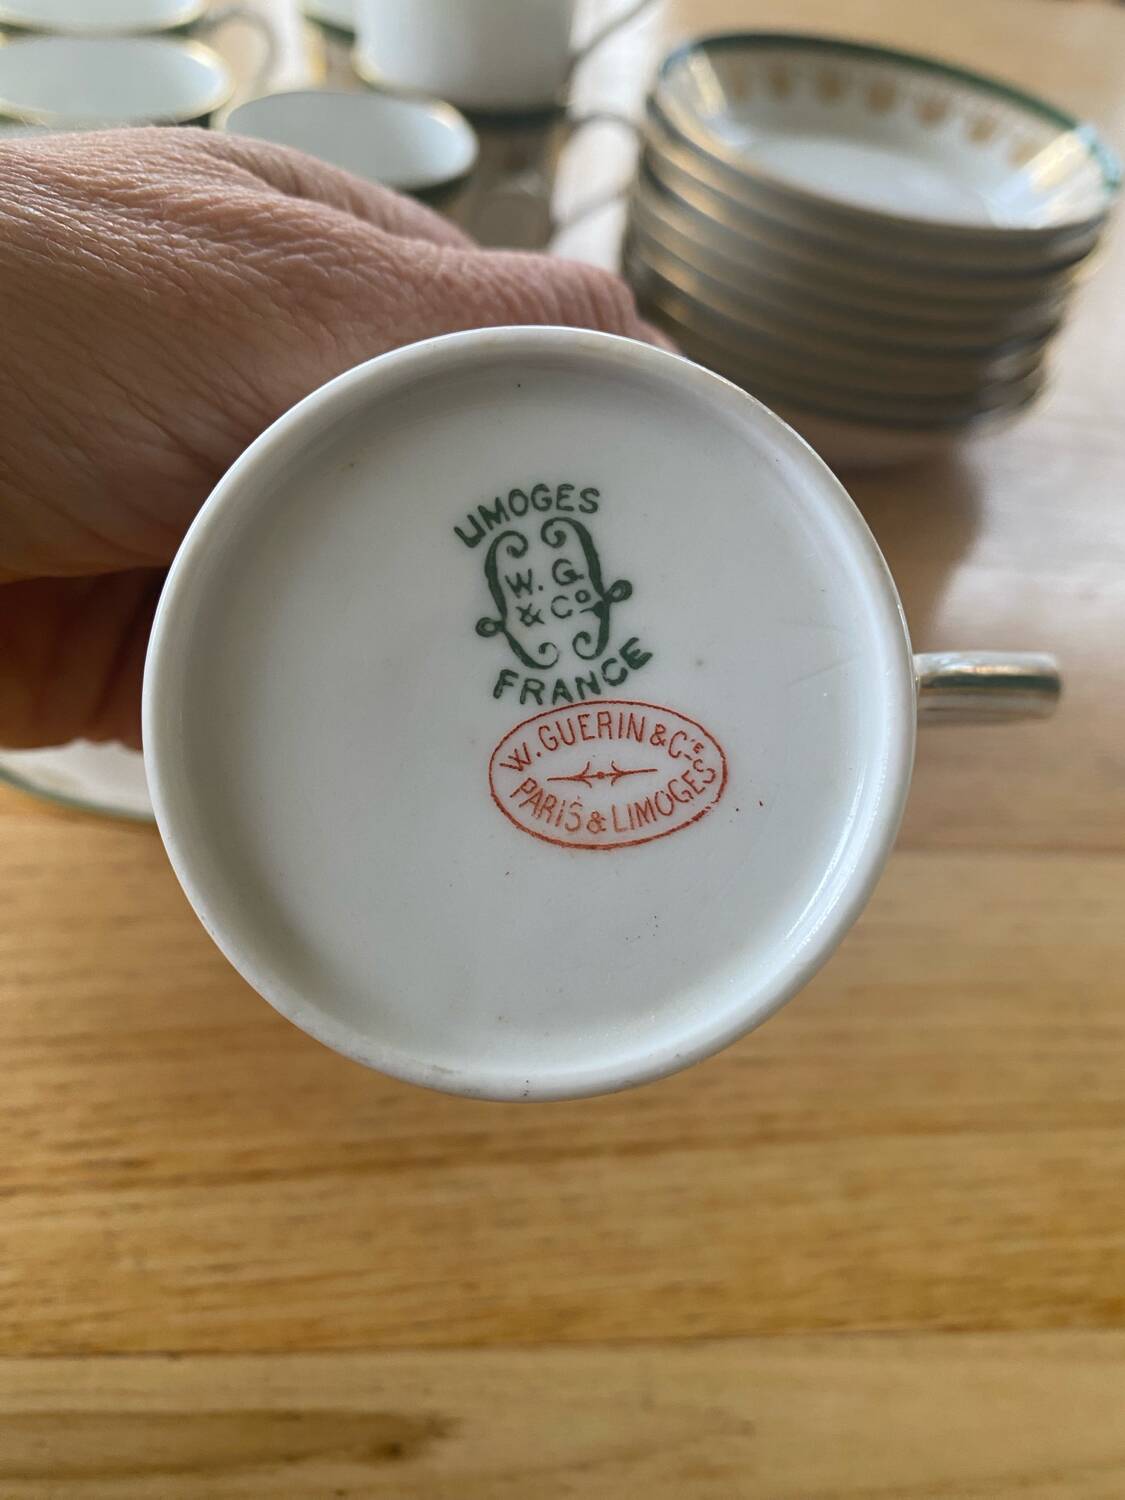 LIMOGES
W. G
& Co
FRANCE
W. GUERIN & Cie
PARIS & LIMOGES